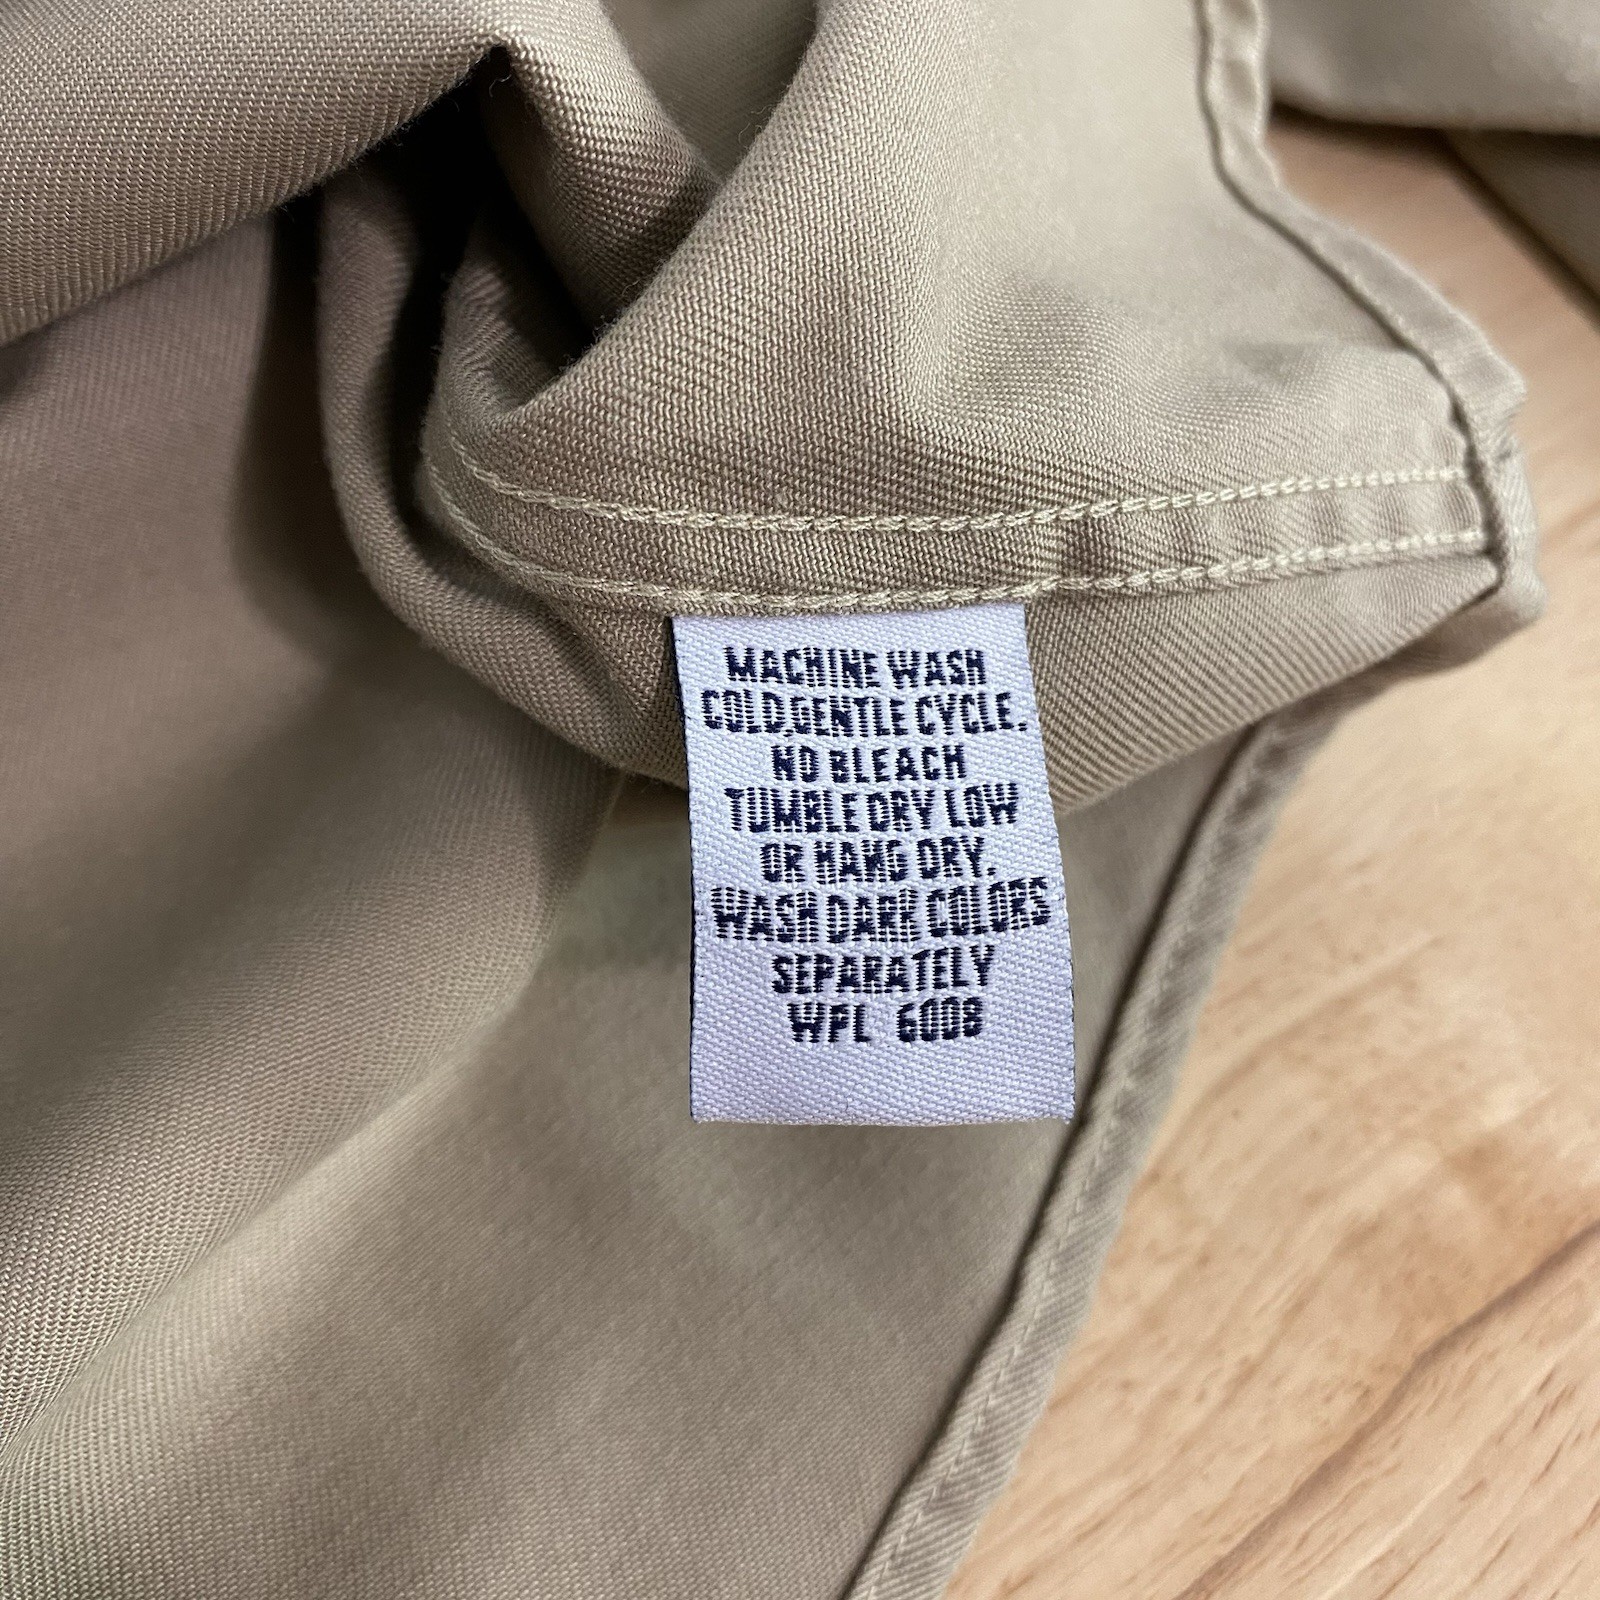 MACHINE WASH
COLD,GENTLE CYCLE.
NO BLEACH
TUMBLE DRY LOW
OR HANG DRY.
WASH DARK COLORS
SEPARATELY
WPL 6008